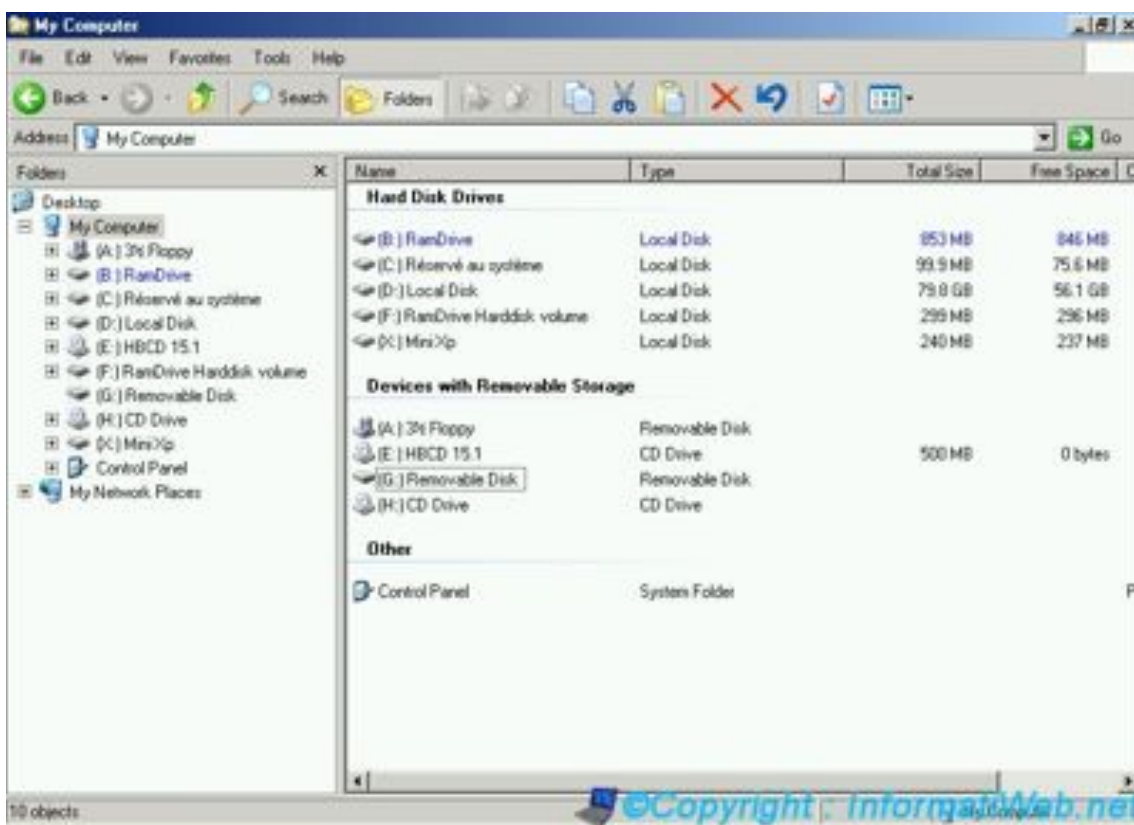 My Computer
File Edit View Favorites Tools Help
Back Search Folders
Address My Computer Go
Folders
Desktop
My Computer
(A:) 3½ Floppy
(B:) RamDrive
(C:) Réservé au système
(D:) Local Disk
(E:) HBCD 15.1
(F:) RamDrive Harddisk volume
(G:) Removable Disk
(H:) CD Drive
(X:) Mini Xp
Control Panel
My Network Places
Name Type Total Size Free Space
Hard Disk Drives
(B:) RamDrive Local Disk 853 MB 846 MB
(C:) Réservé au système Local Disk 99.9 MB 75.6 MB
(D:) Local Disk Local Disk 79.8 GB 56.1 GB
(F:) RamDrive Harddisk volume Local Disk 299 MB 296 MB
(X:) Mini Xp Local Disk 240 MB 237 MB
Devices with Removable Storage
(A:) 3½ Floppy Removable Disk
(E:) HBCD 15.1 CD Drive 500 MB 0 bytes
(G:) Removable Disk Removable Disk
(H:) CD Drive CD Drive
Other
Control Panel System Folder
10 objects
My Computer
©Copyright : InformatiWeb.net